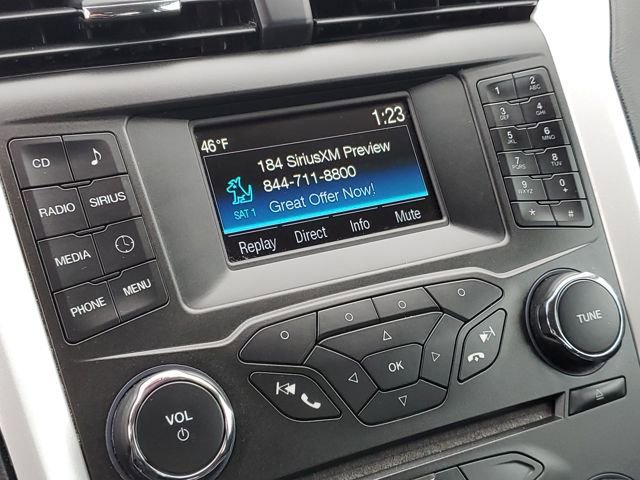 46°F 1:23
184 SiriusXM Preview
844-711-8800
SAT 1 Great Offer Now!
Replay Direct Info Mute
CD
RADIO SIRIUS
MEDIA
PHONE MENU
1 2 ABC
3 DEF 4 GHI
5 JKL 6 MNO
7 PQRS 8 TUV
9 WXYZ 0 +
* #
OK
VOL
TUNE